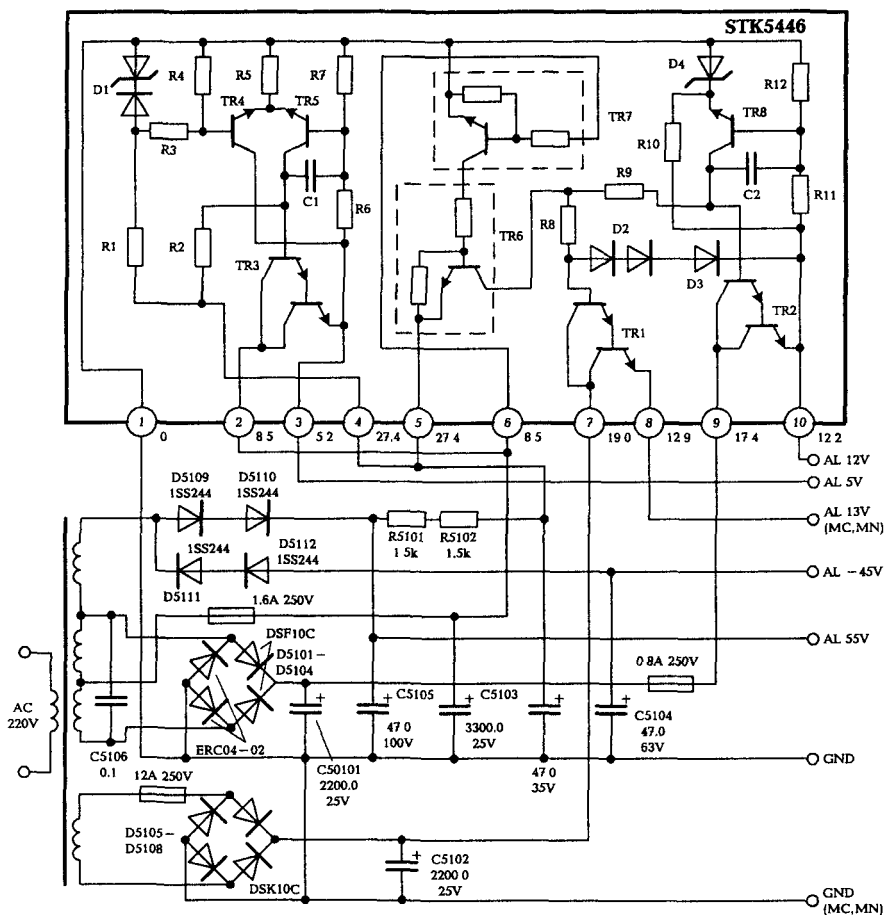 STK5446
D1
R4
R5
R7
TR4
TR5
R3
C1
R6
R1
R2
TR3
TR7
TR6
D4
R12
TR8
R10
R9
C2
R11
R8
D2
D3
TR1
TR2
1
0
2
8 5
3
5 2
4
27.4
5
27 4
6
8 5
7
19 0
8
12 9
9
17 4
10
12 2
AL 12V
AL 5V
AL 13V
(MC,MN)
AL -45V
AL 55V
GND
GND
(MC,MN)
D5109
1SS244
D5110
1SS244
1SS244
D5111
D5112
1SS244
R5101
1 5k
R5102
1.5k
1.6A 250V
DSF10C
D5101-
D5104
0 8A 250V
AC
220V
C5106
0.1
ERC04-02
C50101
2200.0
25V
C5105
47 0
100V
C5103
3300.0
25V
47 0
35V
C5104
47.0
63V
12A 250V
D5105-
D5108
DSK10C
C5102
2200 0
25V
+
+
+
+
+
+